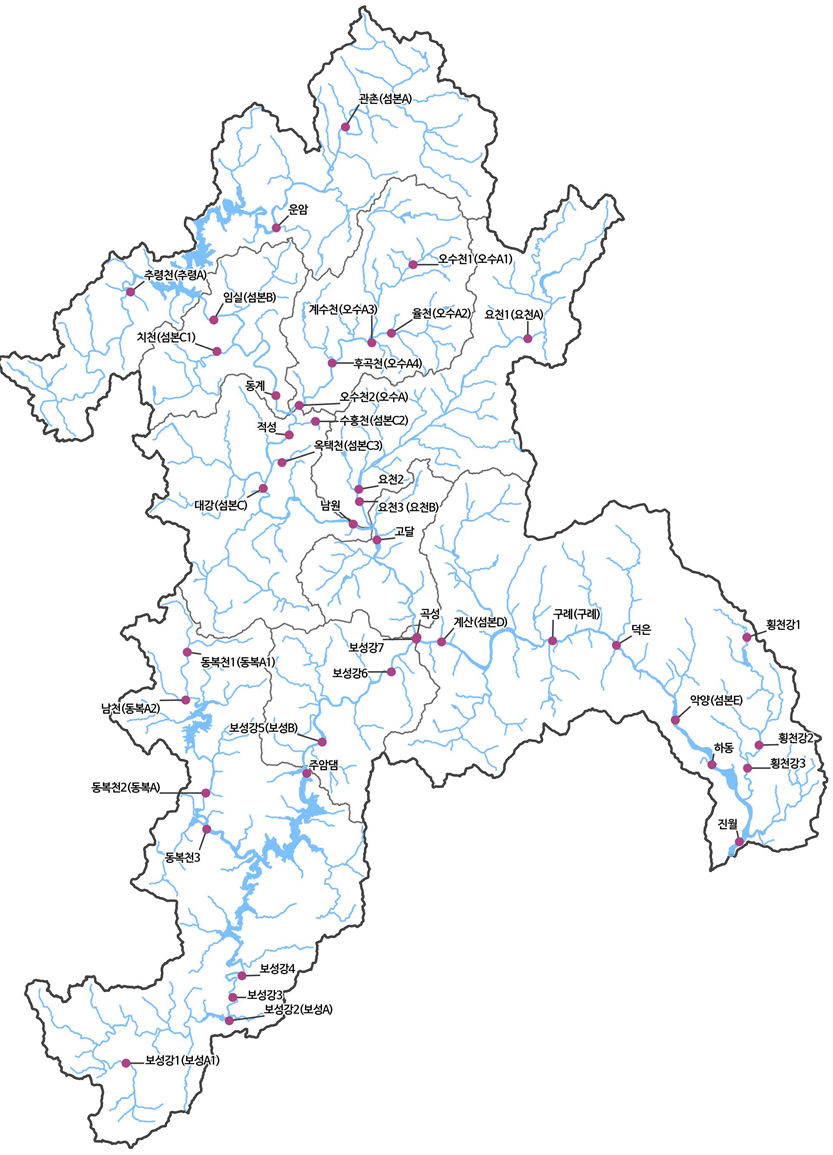 관촌(섬본A)
운암
오수천1(오수A1)
추령천(추령A)
임실(섬본B)
계수천(오수A3)
율천(오수A2)
요천1(요천A)
치천(섬본C1)
후곡천(오수A4)
동계
오수천2(오수A)
수홍천(섬본C2)
적성
옥택천(섬본C3)
요천2
대강(섬본C)
남원
요천3 (요천B)
고달
곡성
계산(섬본D)
구례(구례)
덕은
횡천강1
보성강7
동복천1(동복A1)
보성강6
남천(동복A2)
악양(섬본E)
보성강5(보성B)
횡천강2
하동
주암댐
횡천강3
동복천2(동복A)
진월
동복천3
보성강4
보성강3
보성강2(보성A)
보성강1(보성A1)